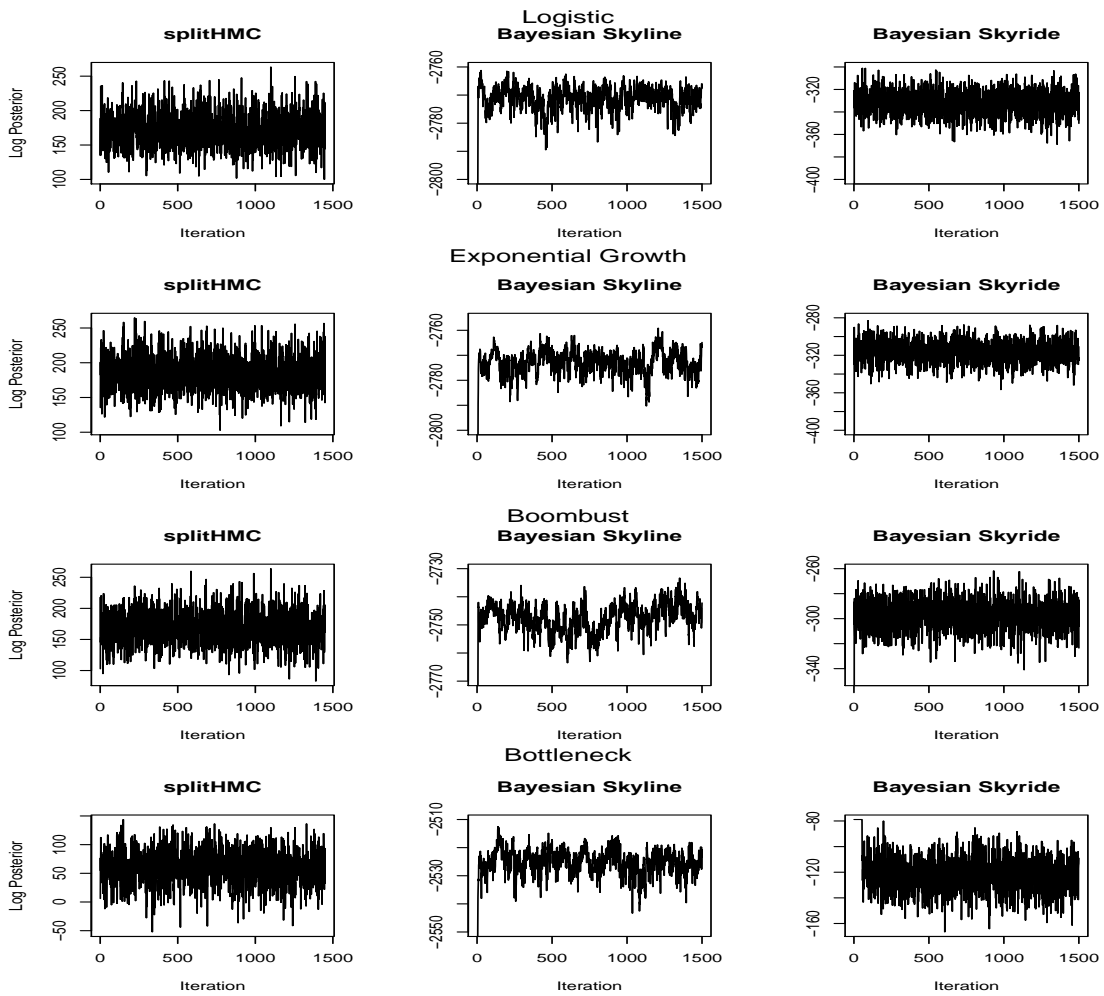 Logistic
splitHMC
Bayesian Skyline
Bayesian Skyride
Log Posterior
100 150 200 250
0 500 1000 1500
Iteration
−2800 −2780 −2760
0 500 1000 1500
Iteration
−400 −360 −320
0 500 1000 1500
Iteration
Exponential Growth
splitHMC
Bayesian Skyline
Bayesian Skyride
Log Posterior
100 150 200 250
0 500 1000 1500
Iteration
−2800 −2780 −2760
0 500 1000 1500
Iteration
−400 −360 −320 −280
0 500 1000 1500
Iteration
Boombust
splitHMC
Bayesian Skyline
Bayesian Skyride
Log Posterior
100 150 200 250
0 500 1000 1500
Iteration
−2770 −2750 −2730
0 500 1000 1500
Iteration
−340 −300 −260
0 500 1000 1500
Iteration
Bottleneck
splitHMC
Bayesian Skyline
Bayesian Skyride
Log Posterior
−50 0 50 100
0 500 1000 1500
Iteration
−2550 −2530 −2510
0 500 1000 1500
Iteration
−160 −120 −80
0 500 1000 1500
Iteration